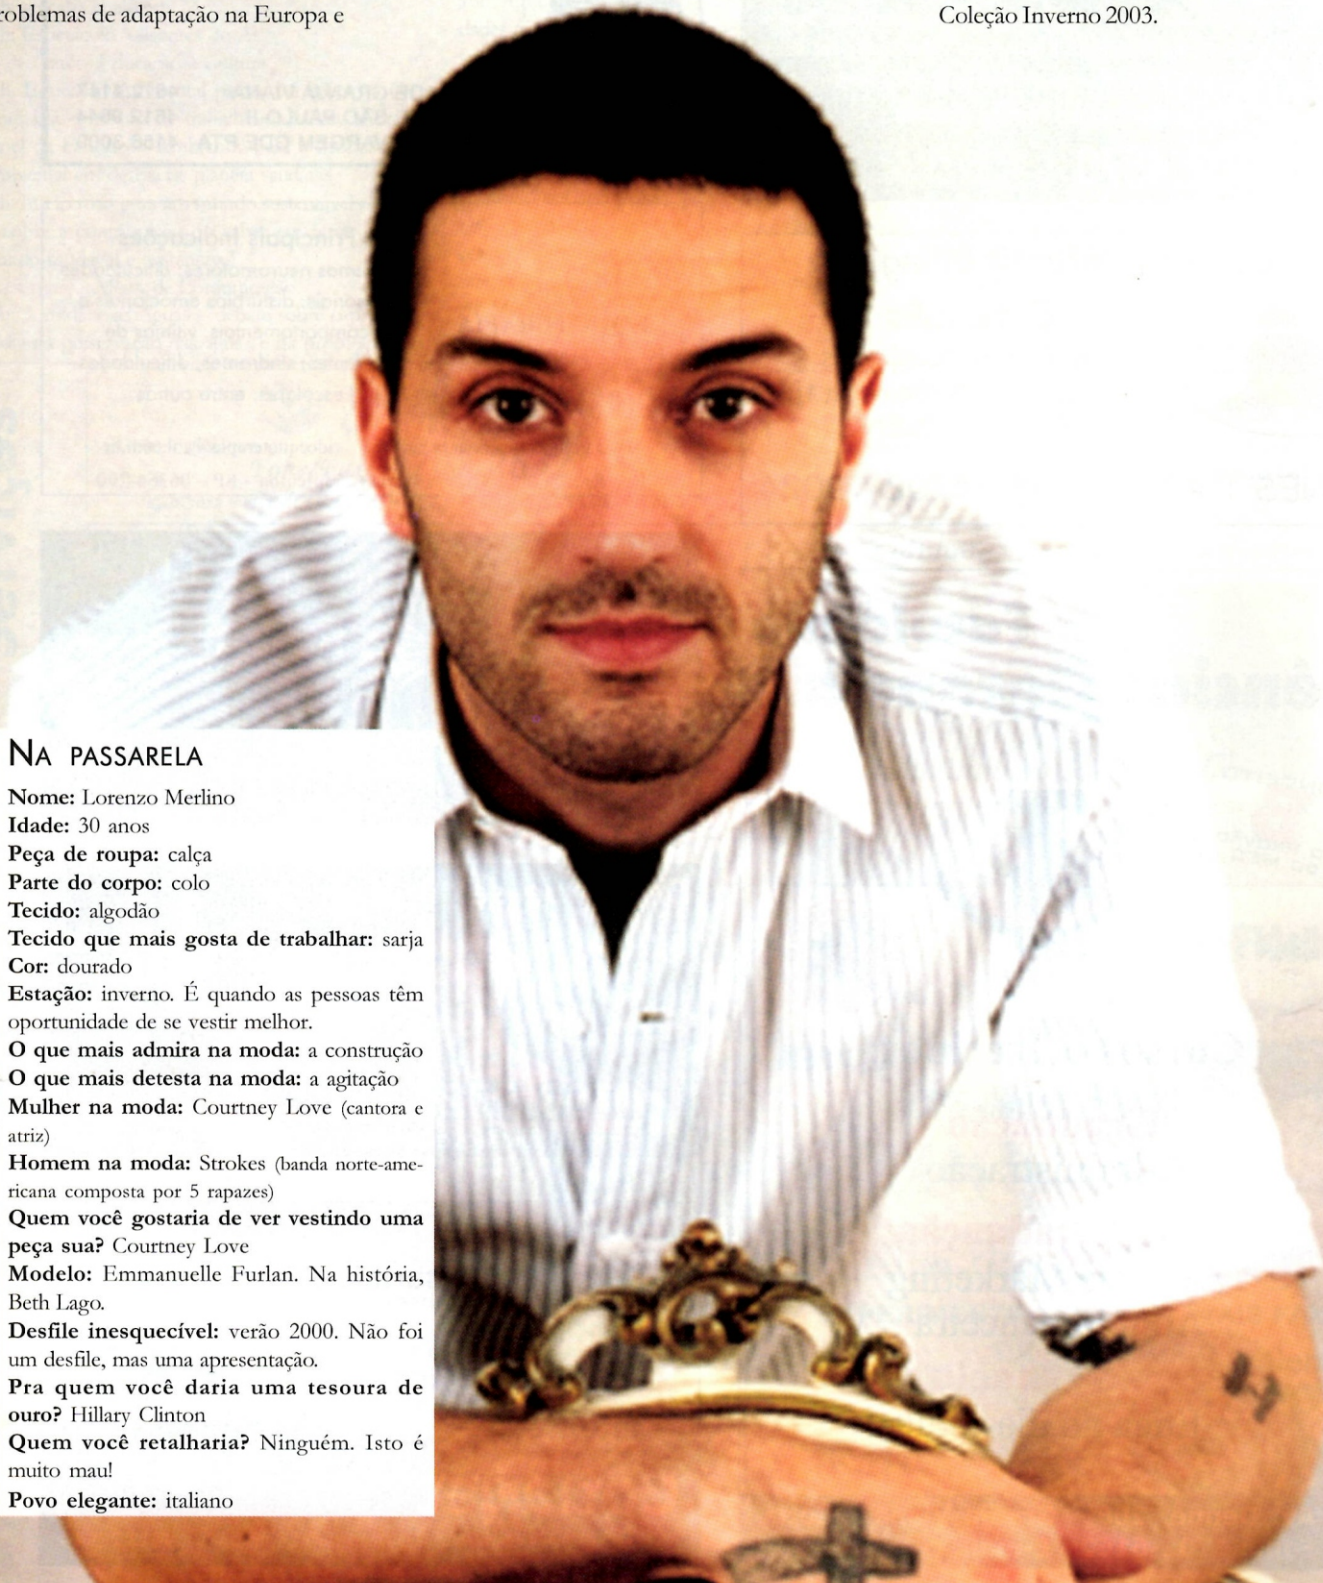 roblemas de adaptação na Europa e
Coleção Inverno 2003.
NA PASSARELA
Nome: Lorenzo Merlino
Idade: 30 anos
Peça de roupa: calça
Parte do corpo: colo
Tecido: algodão
Tecido que mais gosta de trabalhar: sarja
Cor: dourado
Estação: inverno. É quando as pessoas têm
oportunidade de se vestir melhor.
O que mais admira na moda: a construção
O que mais detesta na moda: a agitação
Mulher na moda: Courtney Love (cantora e
atriz)
Homem na moda: Strokes (banda norte-ame-
ricana composta por 5 rapazes)
Quem você gostaria de ver vestindo uma
peça sua? Courtney Love
Modelo: Emmanuelle Furlan. Na história,
Beth Lago.
Desfile inesquecível: verão 2000. Não foi
um desfile, mas uma apresentação.
Pra quem você daria uma tesoura de
ouro? Hillary Clinton
Quem você retalharia? Ninguém. Isto é
muito mau!
Povo elegante: italiano